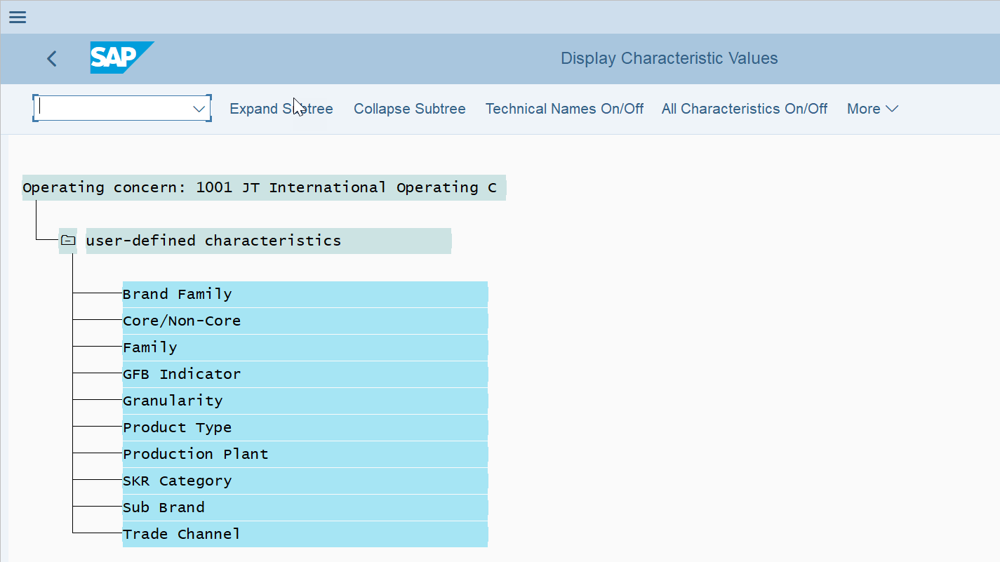 SAP
Display Characteristic Values
Expand Subtree Collapse Subtree Technical Names On/Off All Characteristics On/Off More
Operating concern: 1001 JT International Operating C
user-defined characteristics
Brand Family
Core/Non-Core
Family
GFB Indicator
Granularity
Product Type
Production Plant
SKR Category
Sub Brand
Trade Channel